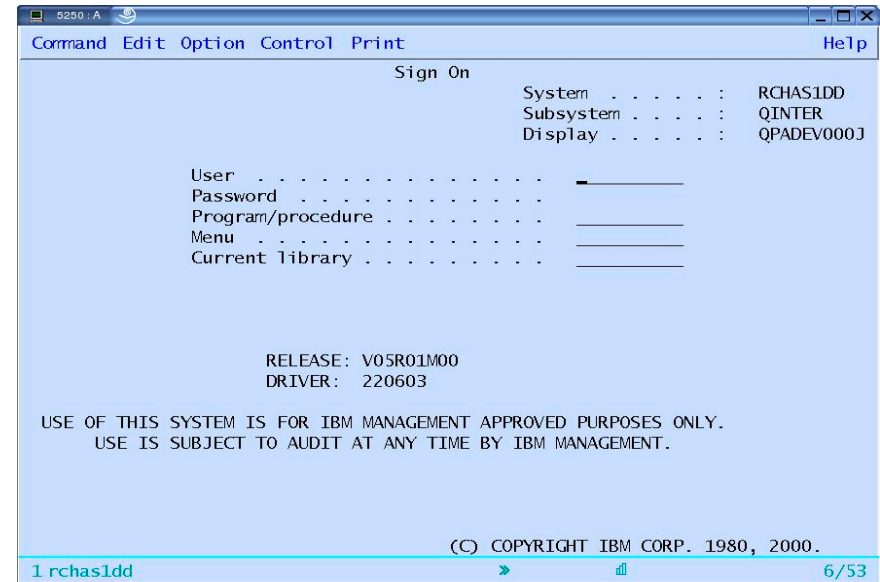 5250:A
Command Edit Option Control Print Help
Sign On
System . . . . . : RCHAS1DD
Subsystem . . . . : QINTER
Display . . . . . : QPADEV000J
User . . . . . . . . . . . . . .
Password . . . . . . . . . . . .
Program/procedure . . . . . . . .
Menu . . . . . . . . . . . . . .
Current library . . . . . . . . .
RELEASE: V05R01M00
DRIVER: 220603
USE OF THIS SYSTEM IS FOR IBM MANAGEMENT APPROVED PURPOSES ONLY.
USE IS SUBJECT TO AUDIT AT ANY TIME BY IBM MANAGEMENT.
(C) COPYRIGHT IBM CORP. 1980, 2000.
1 rchas1dd » 6/53